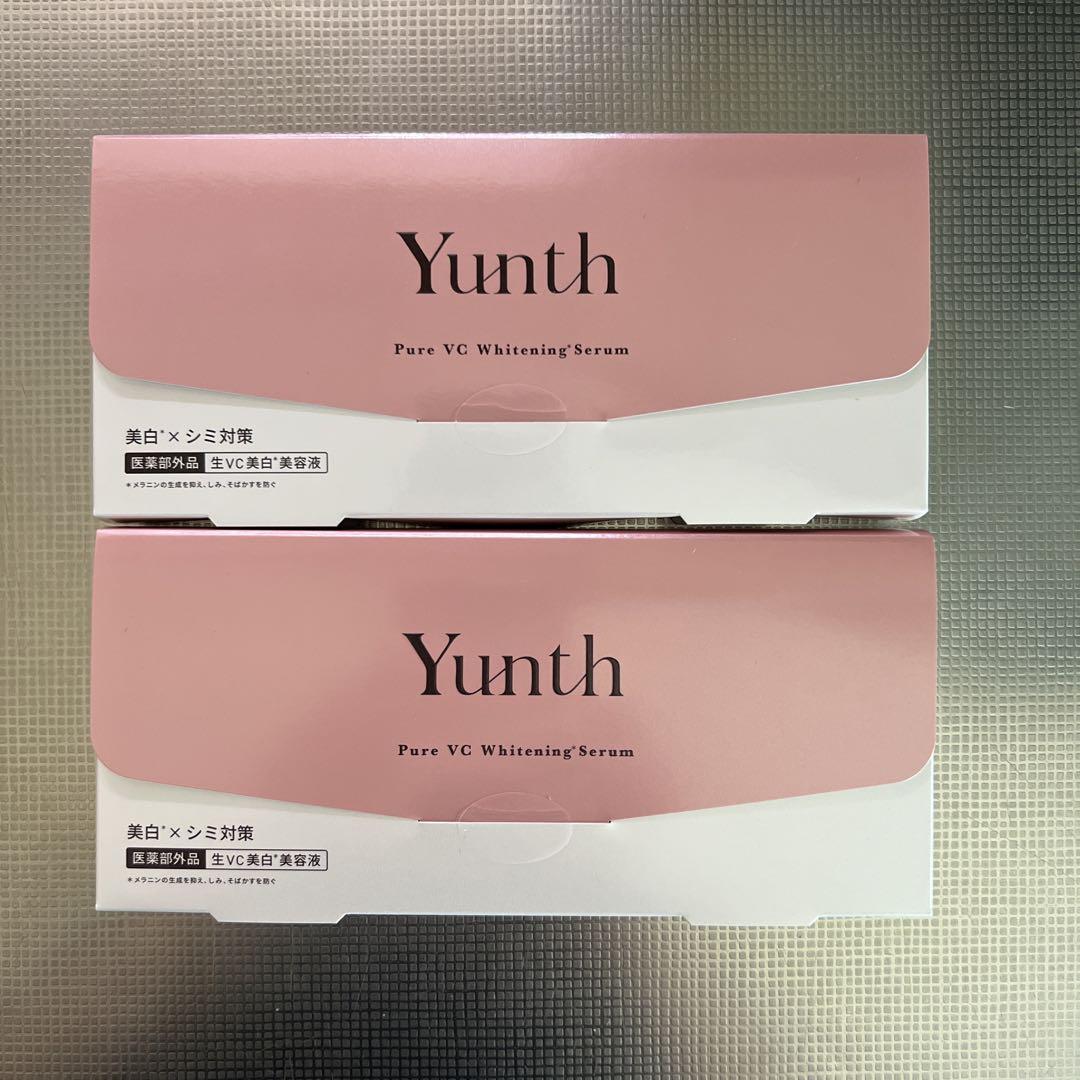 Yunth
Pure VC Whitening*Serum
美白*×シミ対策
医薬部外品 生VC美白*美容液
*メラニンの生成を抑え、しみ、そばかすを防ぐ
Yunth
Pure VC Whitening*Serum
美白*×シミ対策
医薬部外品 生VC美白*美容液
*メラニンの生成を抑え、しみ、そばかすを防ぐ